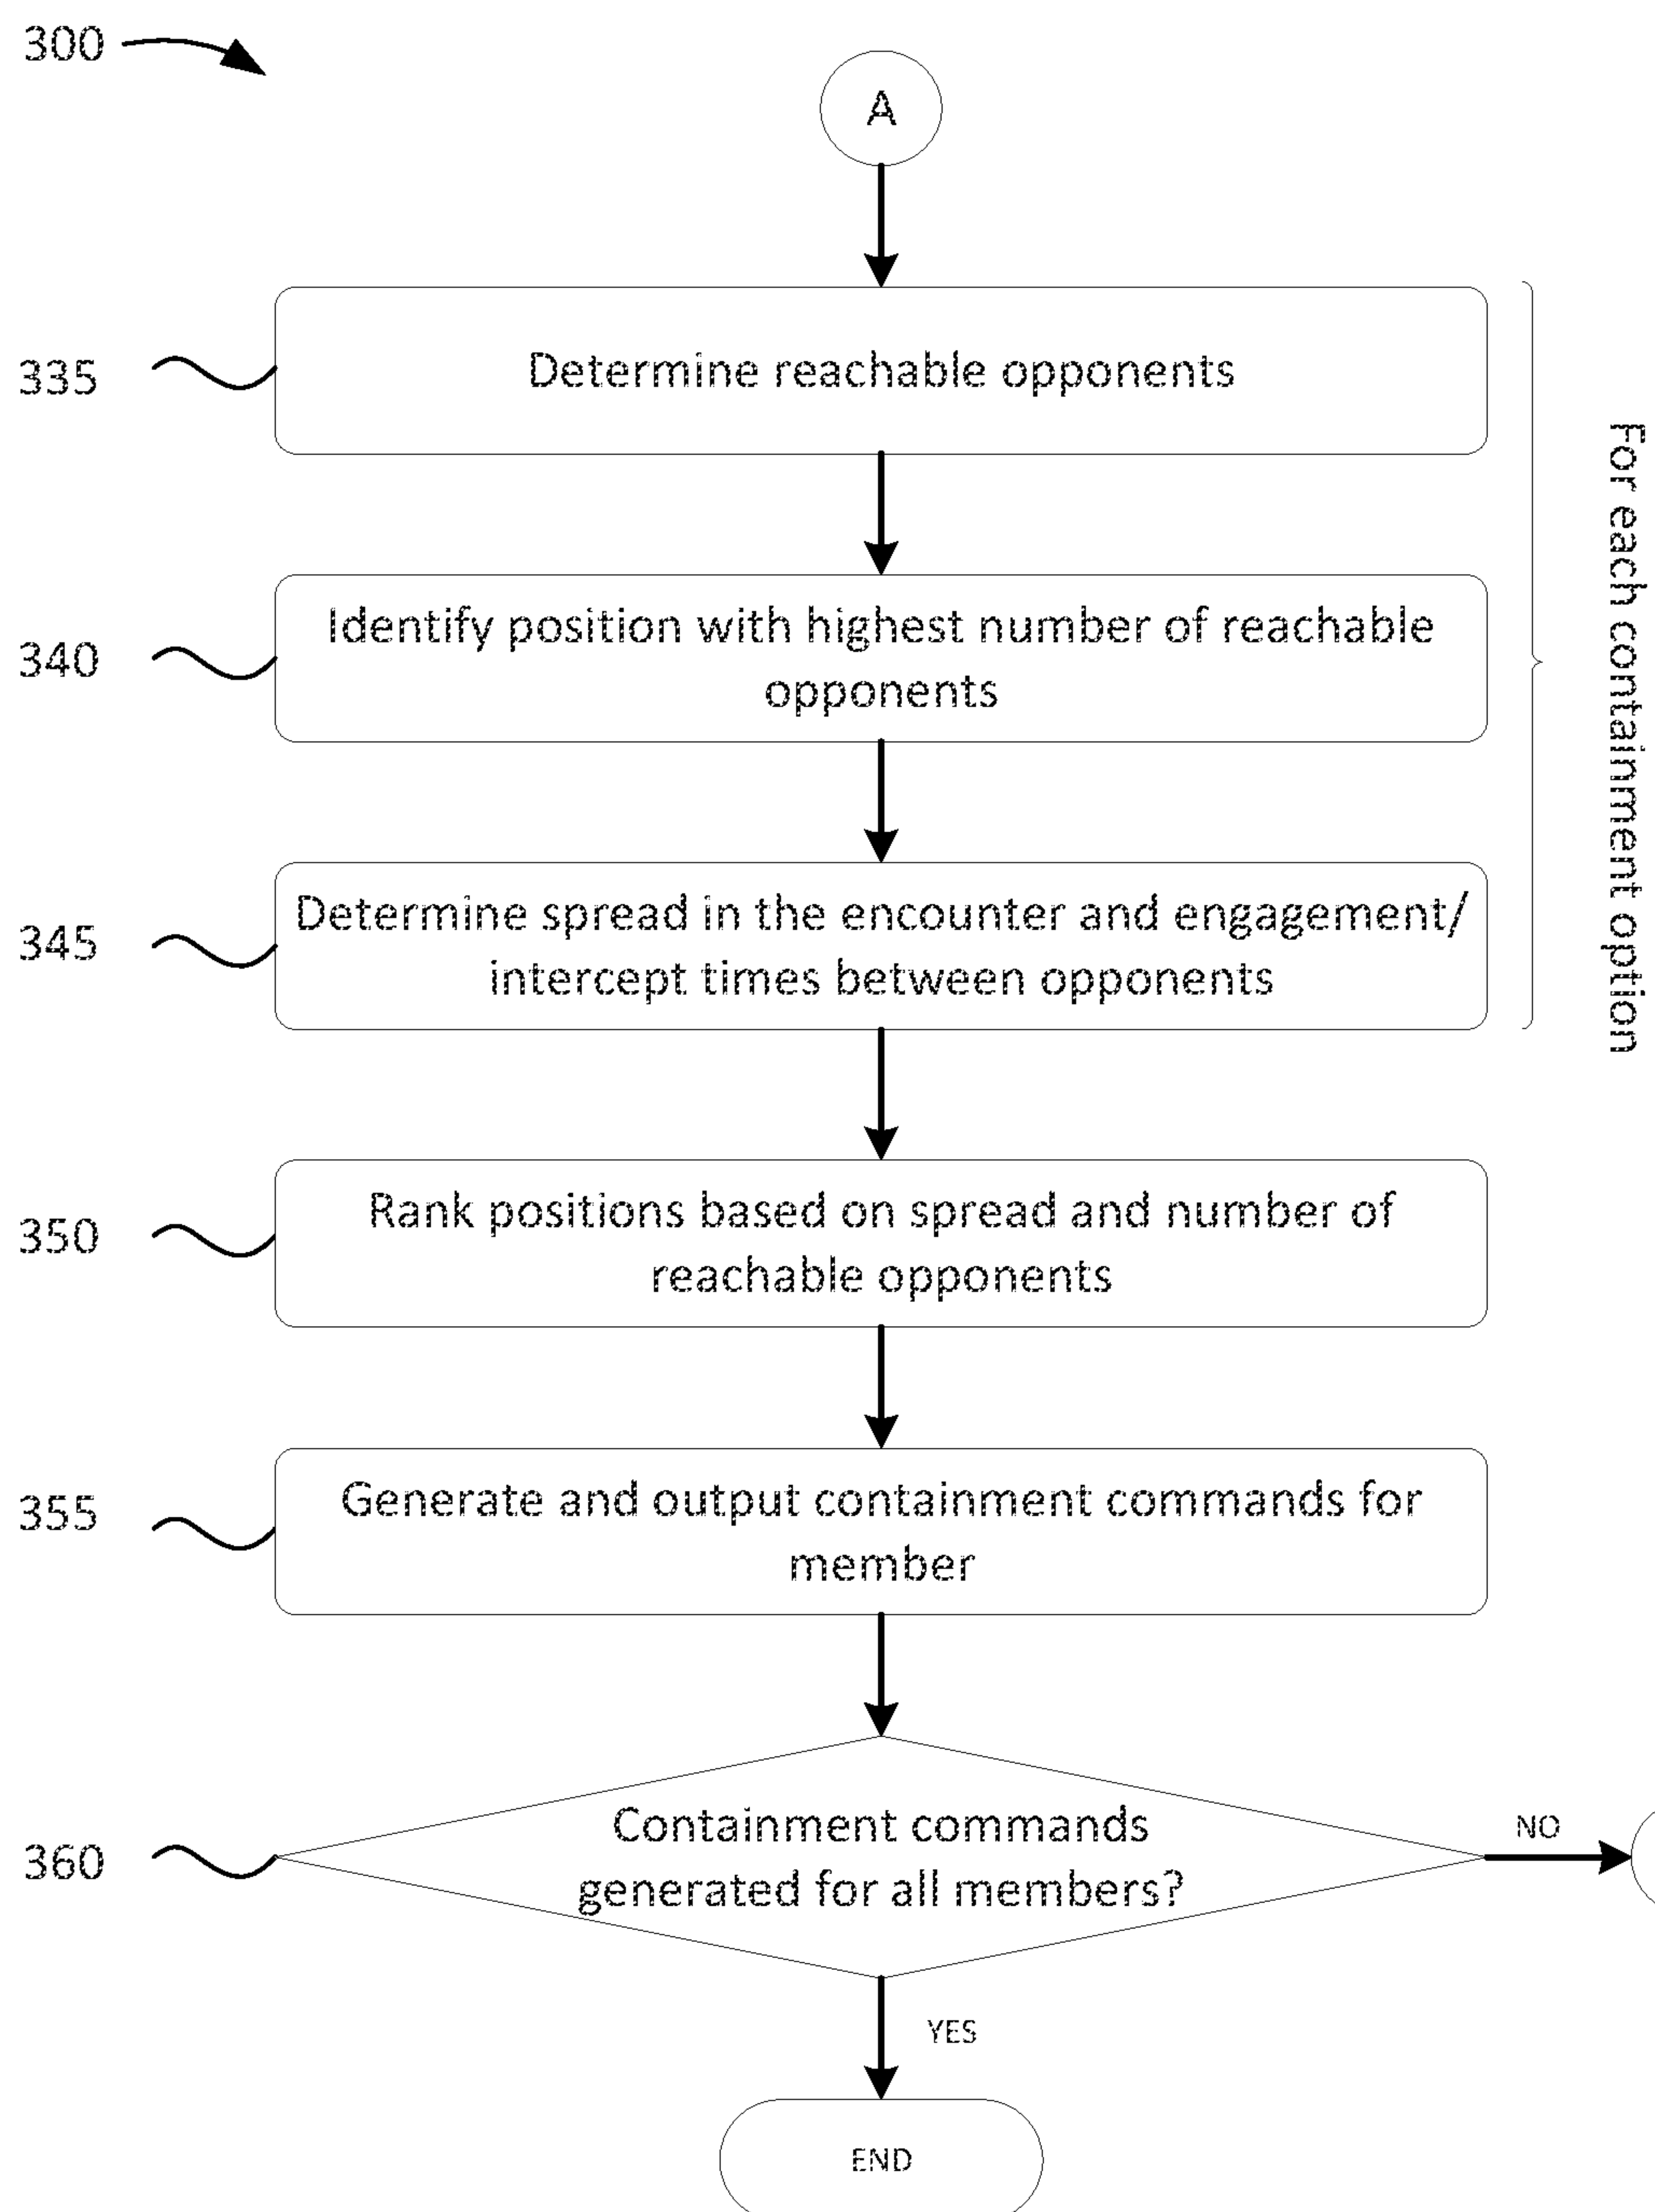 300
A
335
Determine reachable opponents
340
Identify position with highest number of reachable
opponents
345
Determine spread in the encounter and engagement/
intercept times between opponents
For each containment option
350
Rank positions based on spread and number of
reachable opponents
355
Generate and output containment commands for
member
360
Containment commands
generated for all members?
NO
YES
END